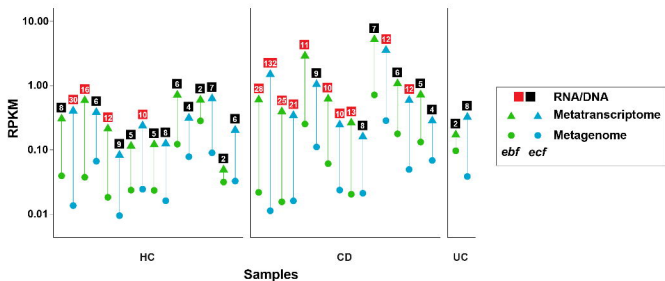 10.00
1.00
0.10
0.01
RPKM
8 30 16 6 12 9 5 10 5 8 6 4 2 7 2 6
26 132 25 21 11 9 10 10 13 8 7 12 6 12 6 4
2 8
HC CD UC
Samples
RNA/DNA
Metatranscriptome
Metagenome
ebf ecf